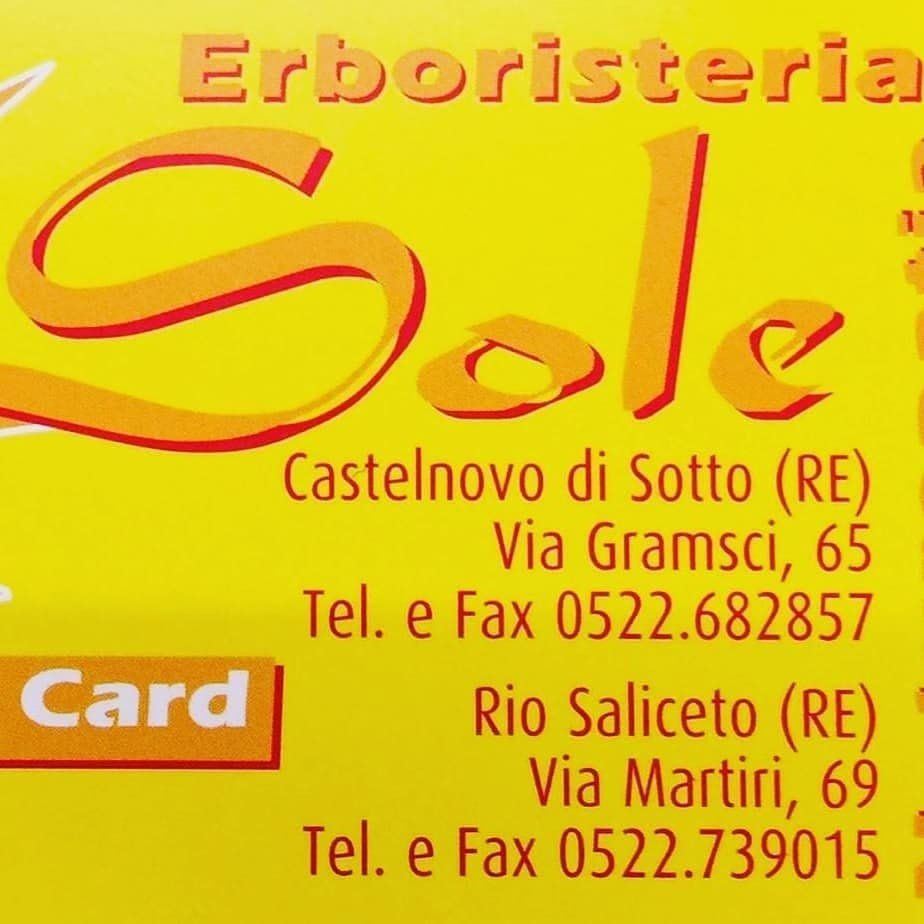 Erboristeria
Sole
Castelnovo di Sotto (RE)
Via Gramsci, 65
Tel. e Fax 0522.682857
Card
Rio Saliceto (RE)
Via Martiri, 69
Tel. e Fax 0522.739015